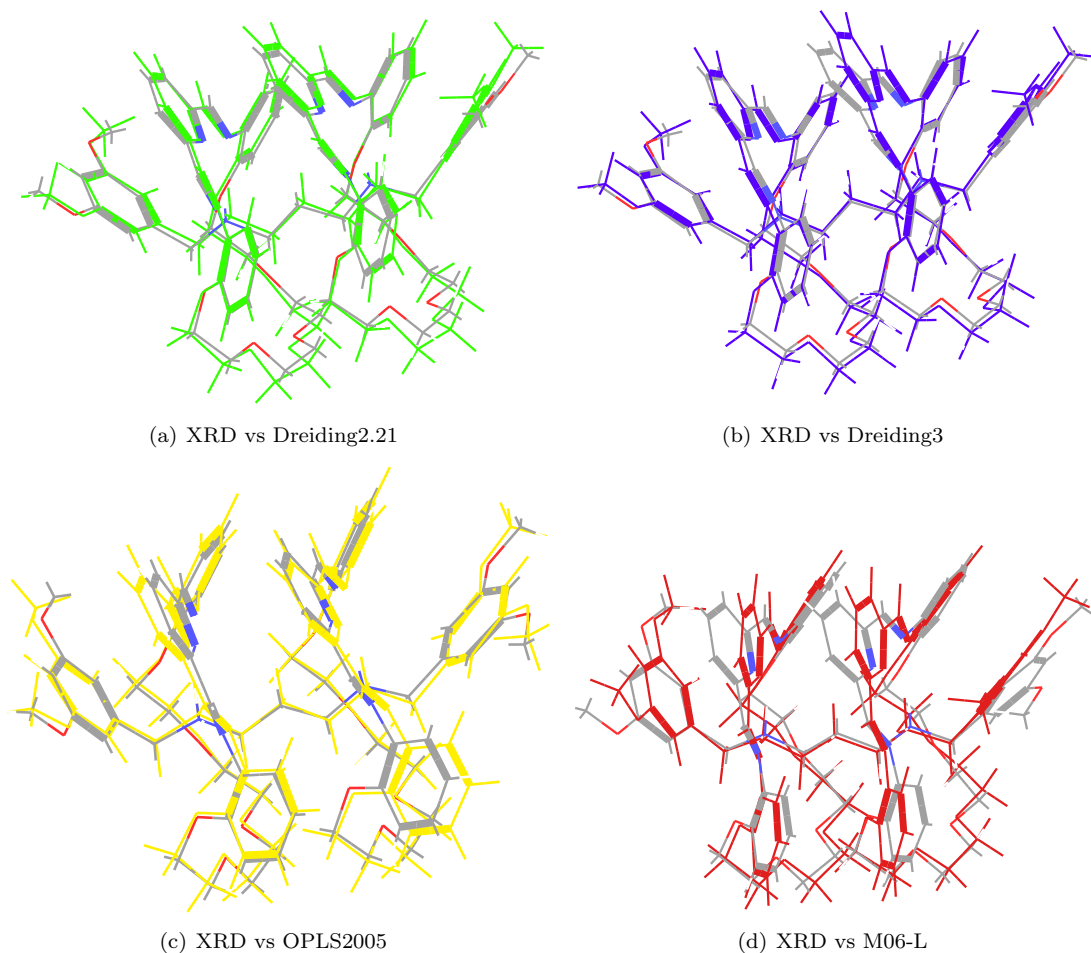 (a) XRD vs Dreiding2.21
(b) XRD vs Dreiding3
(c) XRD vs OPLS2005
(d) XRD vs M06-L